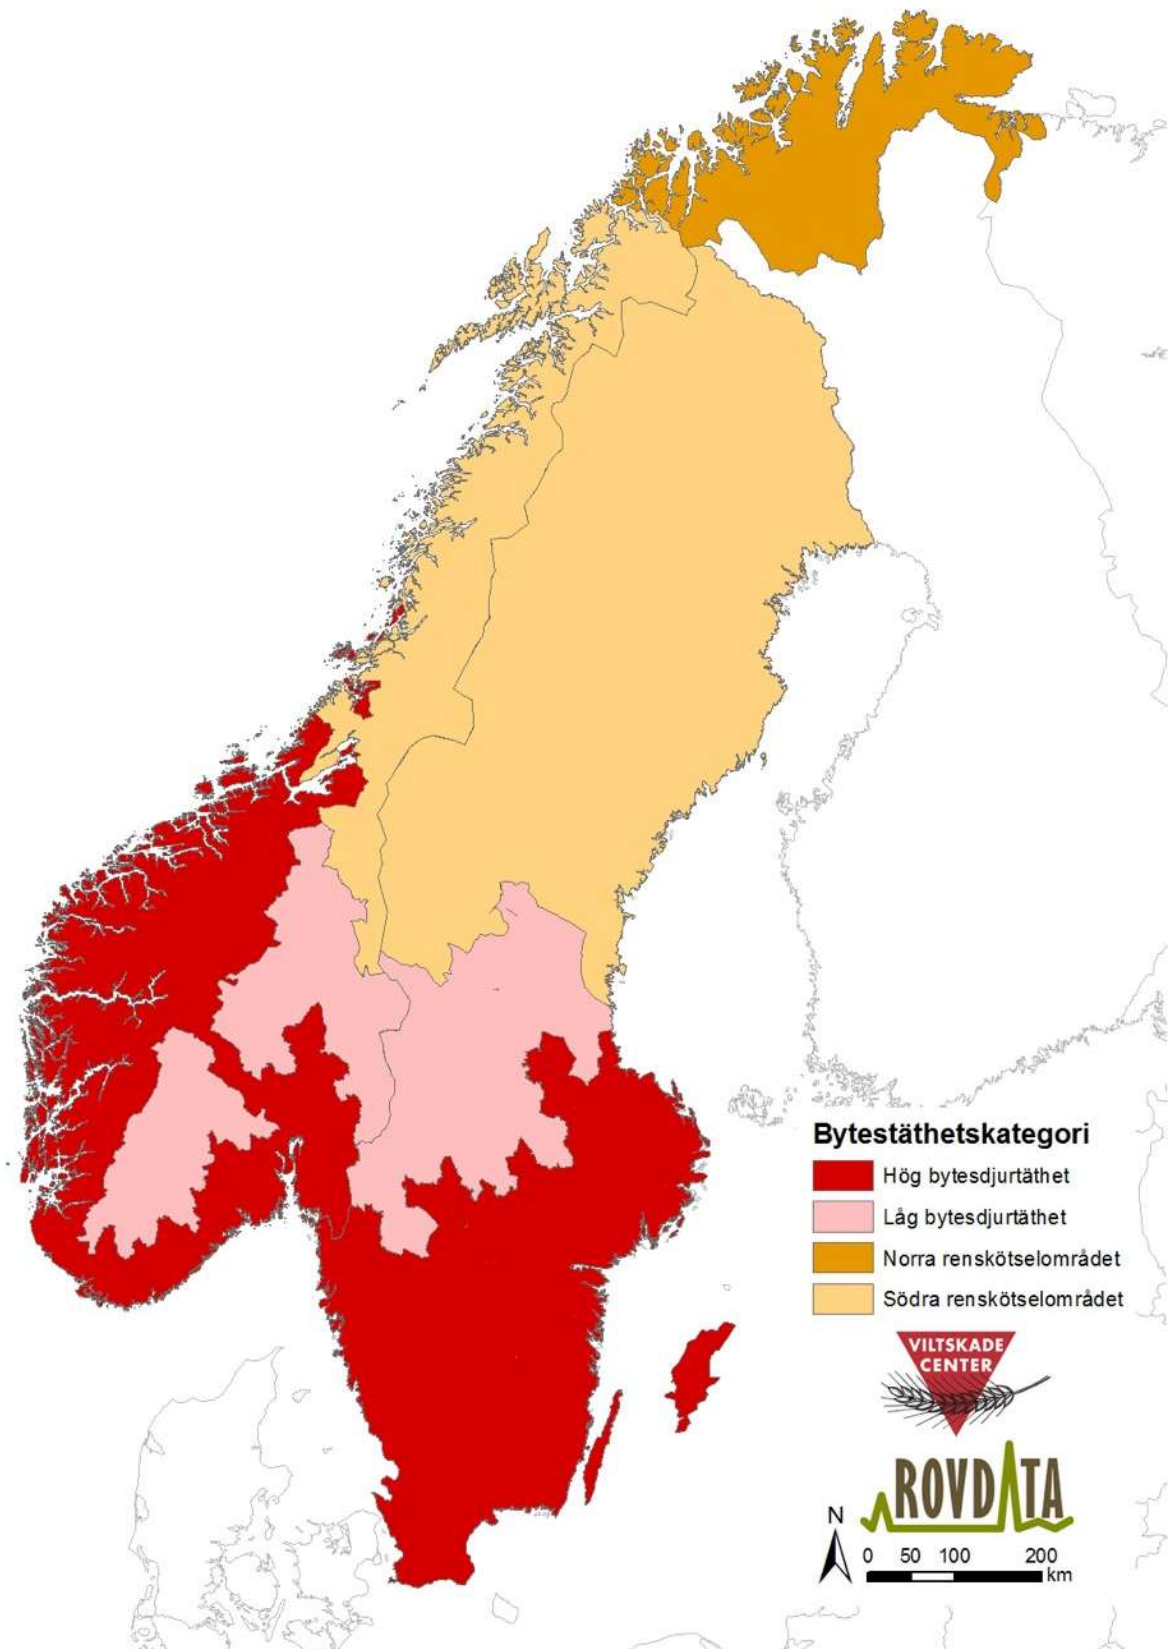 Bytestäthetskategori
Hög bytesdjurtäthet
Låg bytesdjurtäthet
Norra renskötselområdet
Södra renskötselområdet
VILTSKADE
CENTER
ROVDATA
N
0 50 100 200
km